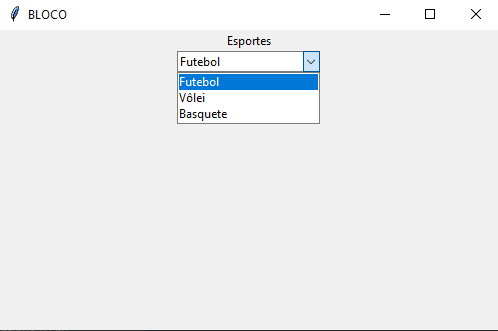 BLOCO
Esportes
Futebol
Futebol
Vôlei
Basquete